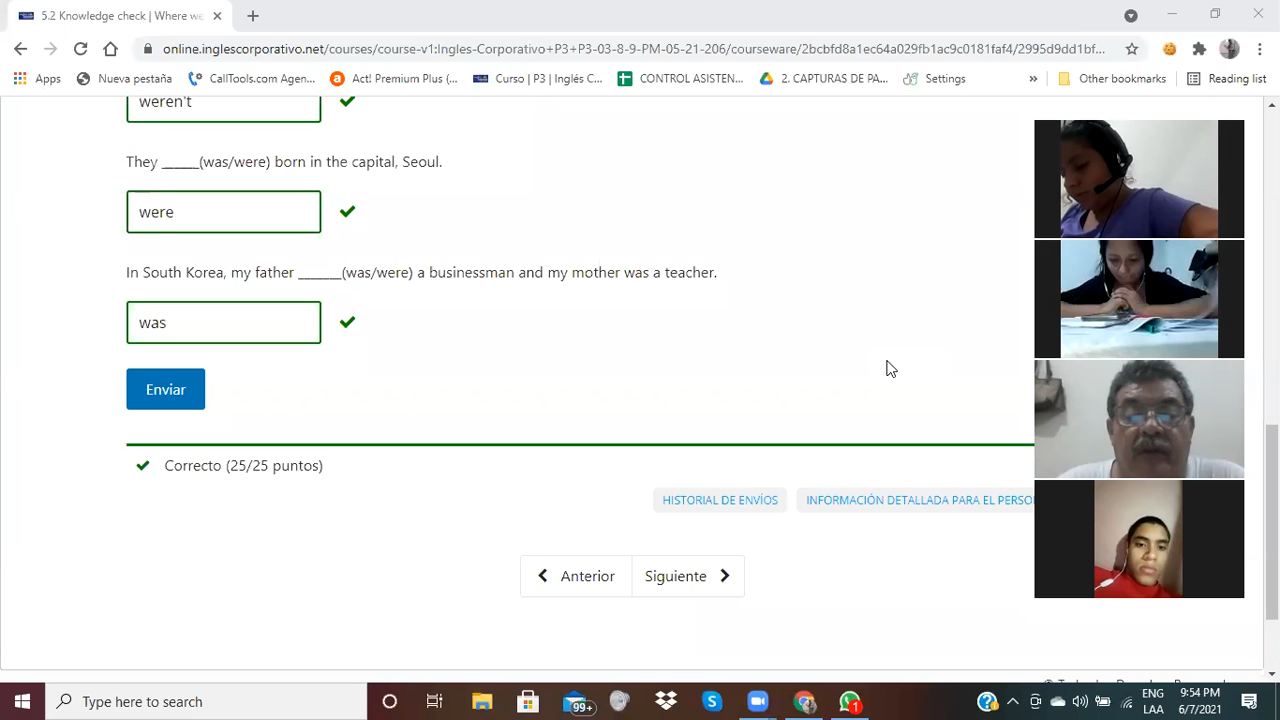 5.2 Knowledge check | Where we
online.inglescorporativo.net/courses/course-v1:Ingles-Corporativo+P3+P3-03-8-9-PM-05-21-206/courseware/2bcbfd8a1ec64a029fb1ac9c0181faf4/2995d9dd1bf...
Apps Nueva pestaña CallTools.com Agen... Act! Premium Plus (... Curso | P3 | Inglés C... CONTROL ASISTEN... 2. CAPTURAS DE PA... Settings » Other bookmarks Reading list
weren't
They ______(was/were) born in the capital, Seoul.
were
In South Korea, my father _______(was/were) a businessman and my mother was a teacher.
was
Enviar
Correcto (25/25 puntos)
HISTORIAL DE ENVÍOS INFORMACIÓN DETALLADA PARA EL PERSO
Anterior Siguiente
Type here to search 99+ 1 ENG 9:54 PM
LAA 6/7/2021